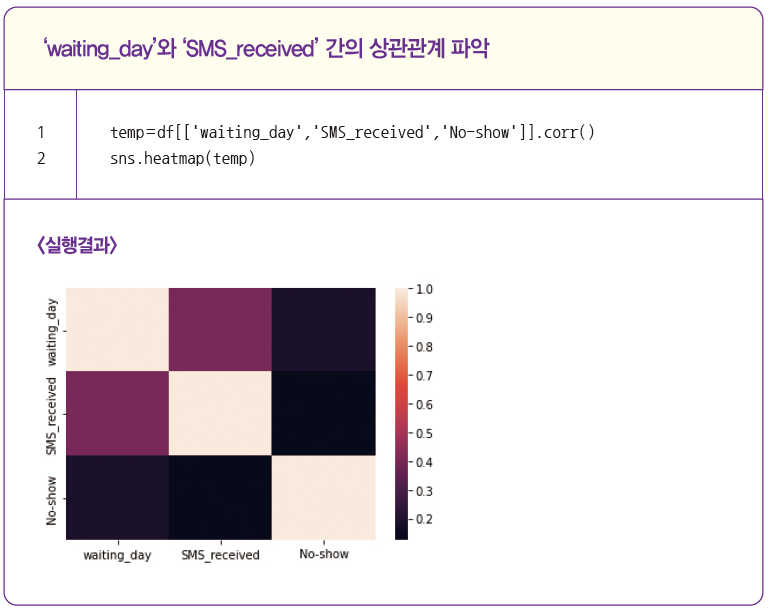 ‘waiting_day’와 ‘SMS_received’ 간의 상관관계 파악
1 temp=df[['waiting_day','SMS_received','No-show']].corr()
2 sns.heatmap(temp)
〈실행결과〉
waiting_day
SMS_received
No-show
waiting_day SMS_received No-show
1.0
0.9
0.8
0.7
0.6
0.5
0.4
0.3
0.2